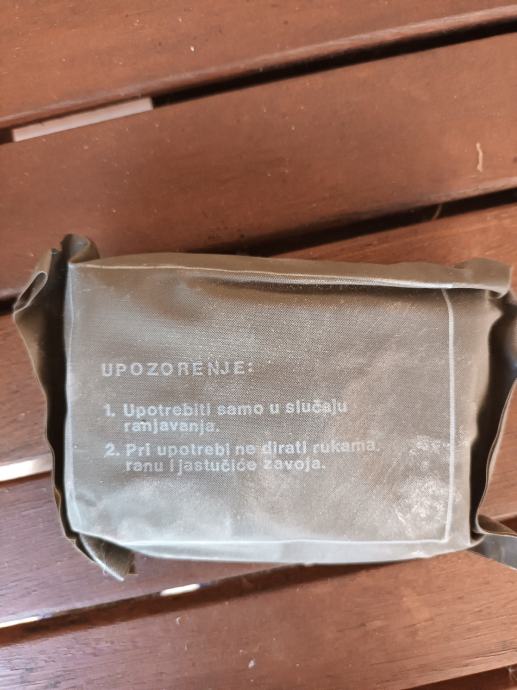 UPOZORENJE:
1. Upotrebiti samo u slučaju
ranjavanja.
2. Pri upotrebi ne dirati rukama
ranu i jastučiće zavoja.